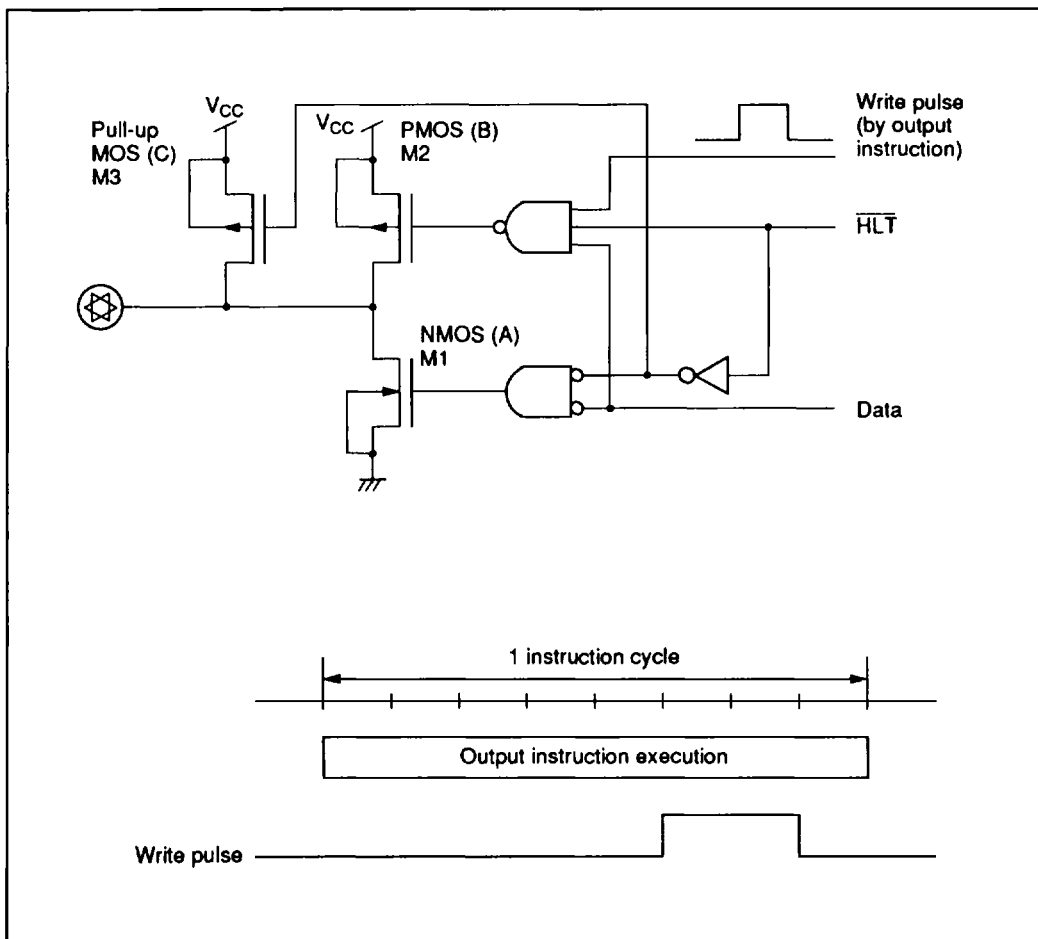 Pull-up
MOS (C)
M3
VCC
VCC
PMOS (B)
M2
Write pulse
(by output
instruction)
HLT
NMOS (A)
M1
Data
1 instruction cycle
Output instruction execution
Write pulse